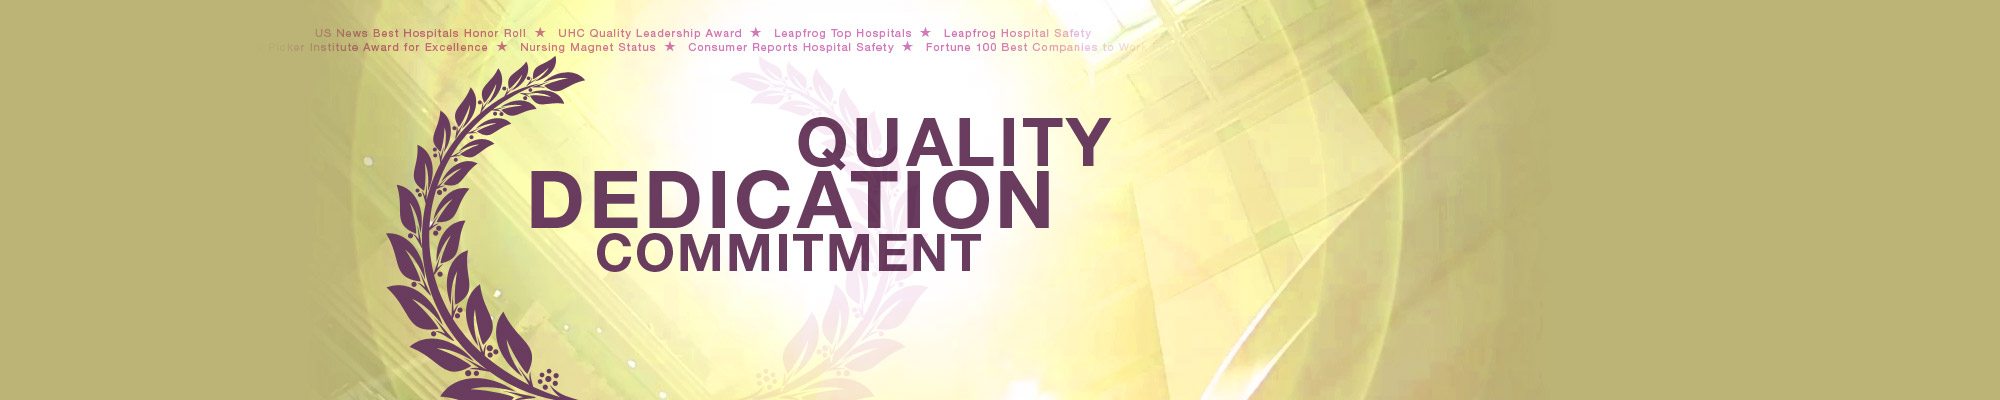 US News Best Hospitals Honor Roll ★ UHC Quality Leadership Award ★ Leapfrog Top Hospitals ★ Leapfrog Hospital Safety
Picker Institute Award for Excellence ★ Nursing Magnet Status ★ Consumer Reports Hospital Safety ★ Fortune 100 Best Companies to Work
QUALITY
DEDICATION
COMMITMENT